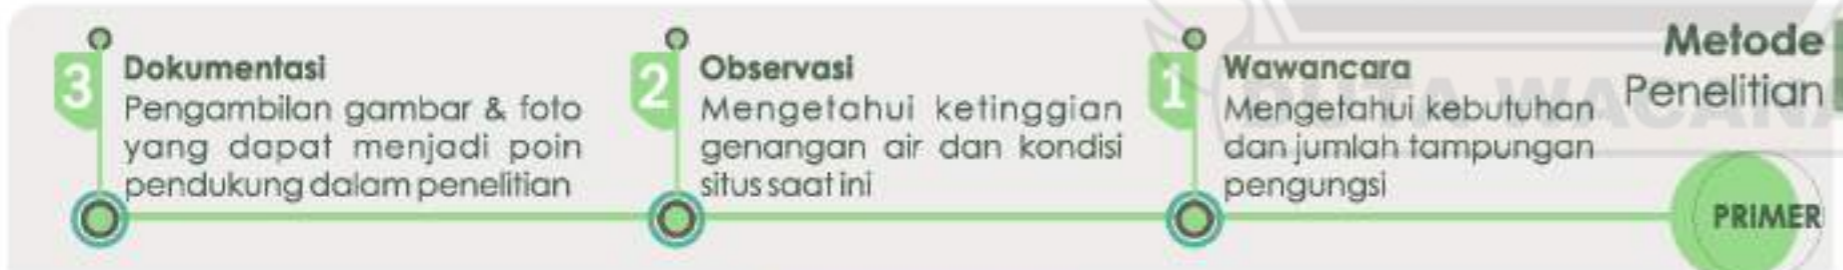 Metode
Penelitian
PRIMER
1
Wawancara
Mengetahui kebutuhan
dan jumlah tampungan
pengungsi
2
Observasi
Mengetahui ketinggian
genangan air dan kondisi
situs saat ini
3
Dokumentasi
Pengambilan gambar & foto
yang dapat menjadi poin
pendukung dalam penelitian